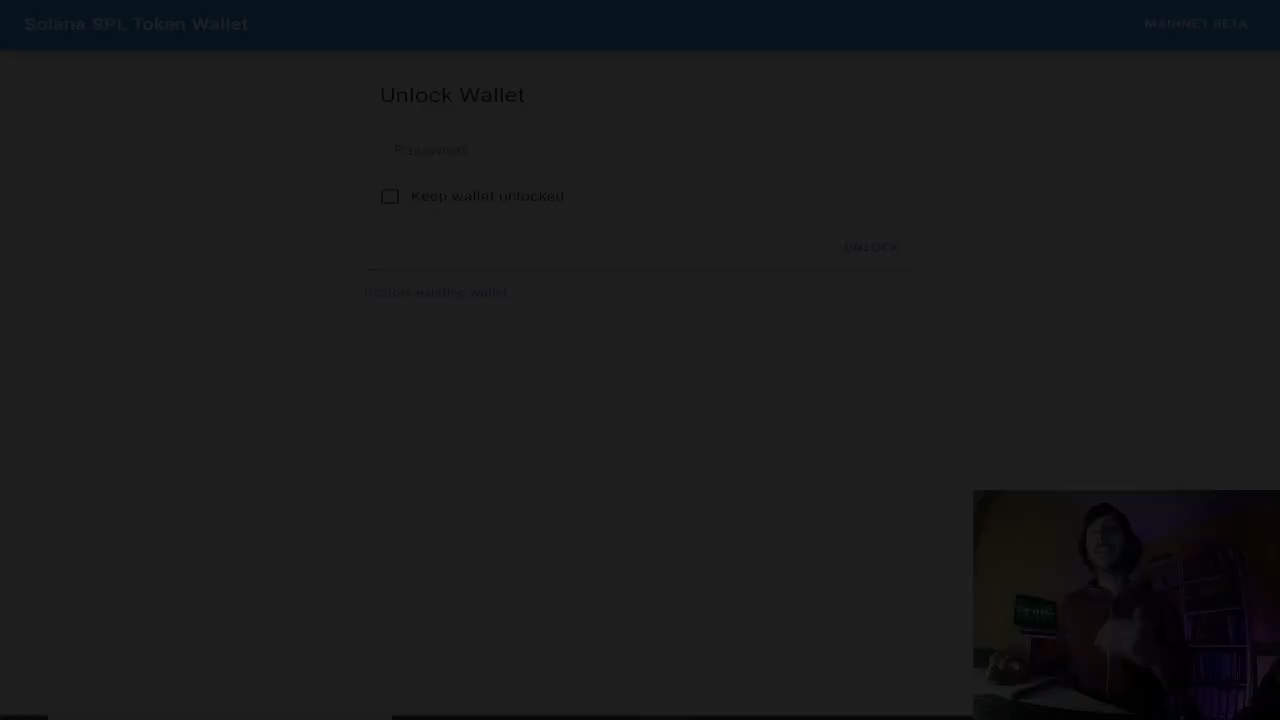 Solana SPL Token Wallet
MAINNET BETA
Unlock Wallet
Password
Keep wallet unlocked
UNLOCK
Restore existing wallet